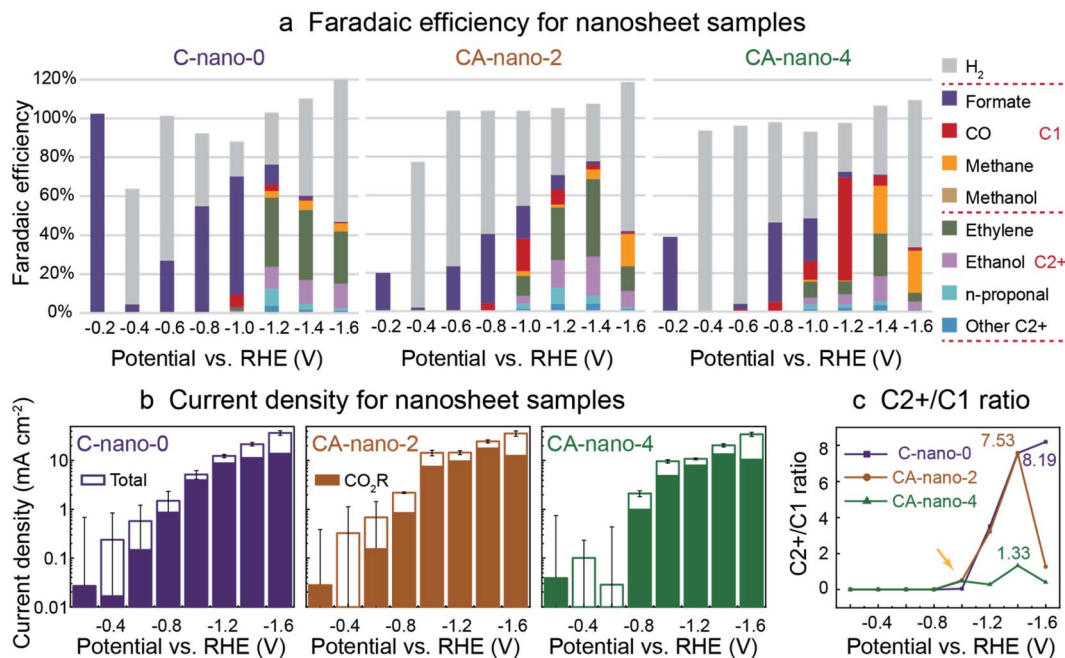 a Faradaic efficiency for nanosheet samples
C-nano-0
CA-nano-2
CA-nano-4
Faradaic efficiency
120%
100%
80%
60%
40%
20%
0%
-0.2 -0.4 -0.6 -0.8 -1.0 -1.2 -1.4 -1.6
-0.2 -0.4 -0.6 -0.8 -1.0 -1.2 -1.4 -1.6
-0.2 -0.4 -0.6 -0.8 -1.0 -1.2 -1.4 -1.6
Potential vs. RHE (V)
Potential vs. RHE (V)
Potential vs. RHE (V)
H2
Formate
CO C1
Methane
Methanol
Ethylene
Ethanol C2+
n-proponal
Other C2+
b Current density for nanosheet samples
Current density (mA cm-2)
10
1
0.1
0.01
C-nano-0
Total
CA-nano-2
CO2R
CA-nano-4
-0.4 -0.8 -1.2 -1.6
-0.4 -0.8 -1.2 -1.6
-0.4 -0.8 -1.2 -1.6
Potential vs. RHE (V)
Potential vs. RHE (V)
Potential vs. RHE (V)
c C2+/C1 ratio
C2+/C1 ratio
8
6
4
2
0
C-nano-0
CA-nano-2
CA-nano-4
7.53
8.19
1.33
-0.4 -0.8 -1.2 -1.6
Potential vs. RHE (V)